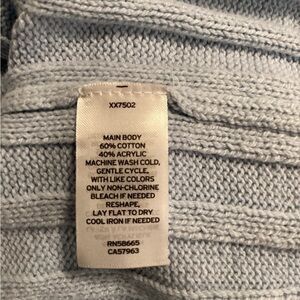 XX7502
MAIN BODY
60% COTTON
40% ACRYLIC
MACHINE WASH COLD,
GENTLE CYCLE,
WITH LIKE COLORS
ONLY NON-CHLORINE
BLEACH IF NEEDED
RESHAPE,
LAY FLAT TO DRY
COOL IRON IF NEEDED
RN58665
CA57963